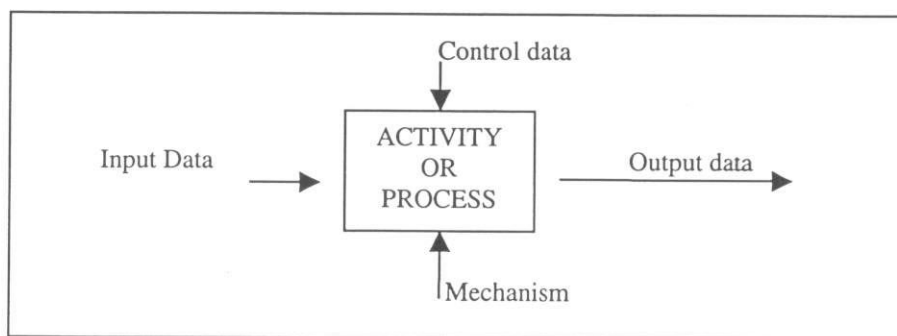 Control data
Input Data
ACTIVITY
OR
PROCESS
Output data
Mechanism